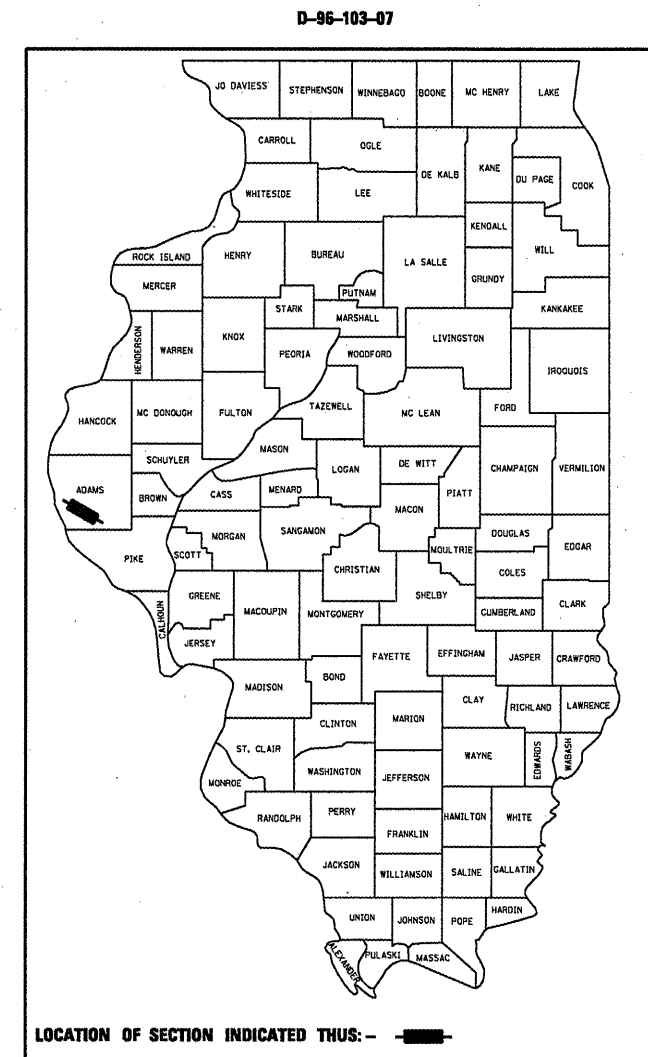 D-96-103-07
JO DAVIESS
STEPHENSON
WINNEBAGO
BOONE
MC HENRY
LAKE
CARROLL
OGLE
DE KALB
KANE
DU PAGE
COOK
WHITESIDE
LEE
KENDALL
WILL
ROCK ISLAND
HENRY
BUREAU
LA SALLE
GRUNDY
MERCER
PUTNAM
KANKAKEE
STARK
MARSHALL
HENDERSON
WARREN
KNOX
PEORIA
WOODFORD
LIVINGSTON
IROQUOIS
HANCOCK
MC DONOUGH
FULTON
TAZEWELL
MC LEAN
FORD
MASON
SCHUYLER
LOGAN
DE WITT
CHAMPAIGN
VERMILION
ADAMS
BROWN
CASS
MENARD
PIATT
MACON
MORGAN
SANGAMON
DOUGLAS
PIKE
SCOTT
CHRISTIAN
MOULTRIE
EDGAR
COLES
GREENE
MACOUPIN
MONTGOMERY
SHELBY
CUMBERLAND
CLARK
CALHOUN
JERSEY
FAYETTE
EFFINGHAM
JASPER
CRAWFORD
MADISON
BOND
CLAY
RICHLAND
LAWRENCE
CLINTON
MARION
ST. CLAIR
WAYNE
EDWARDS
WABASH
WASHINGTON
JEFFERSON
MONROE
RANDOLPH
PERRY
HAMILTON
WHITE
FRANKLIN
JACKSON
WILLIAMSON
SALINE
GALLATIN
UNION
JOHNSON
POPE
HARDIN
ALEXANDER
PULASKI
MASSAC
LOCATION OF SECTION INDICATED THUS: –